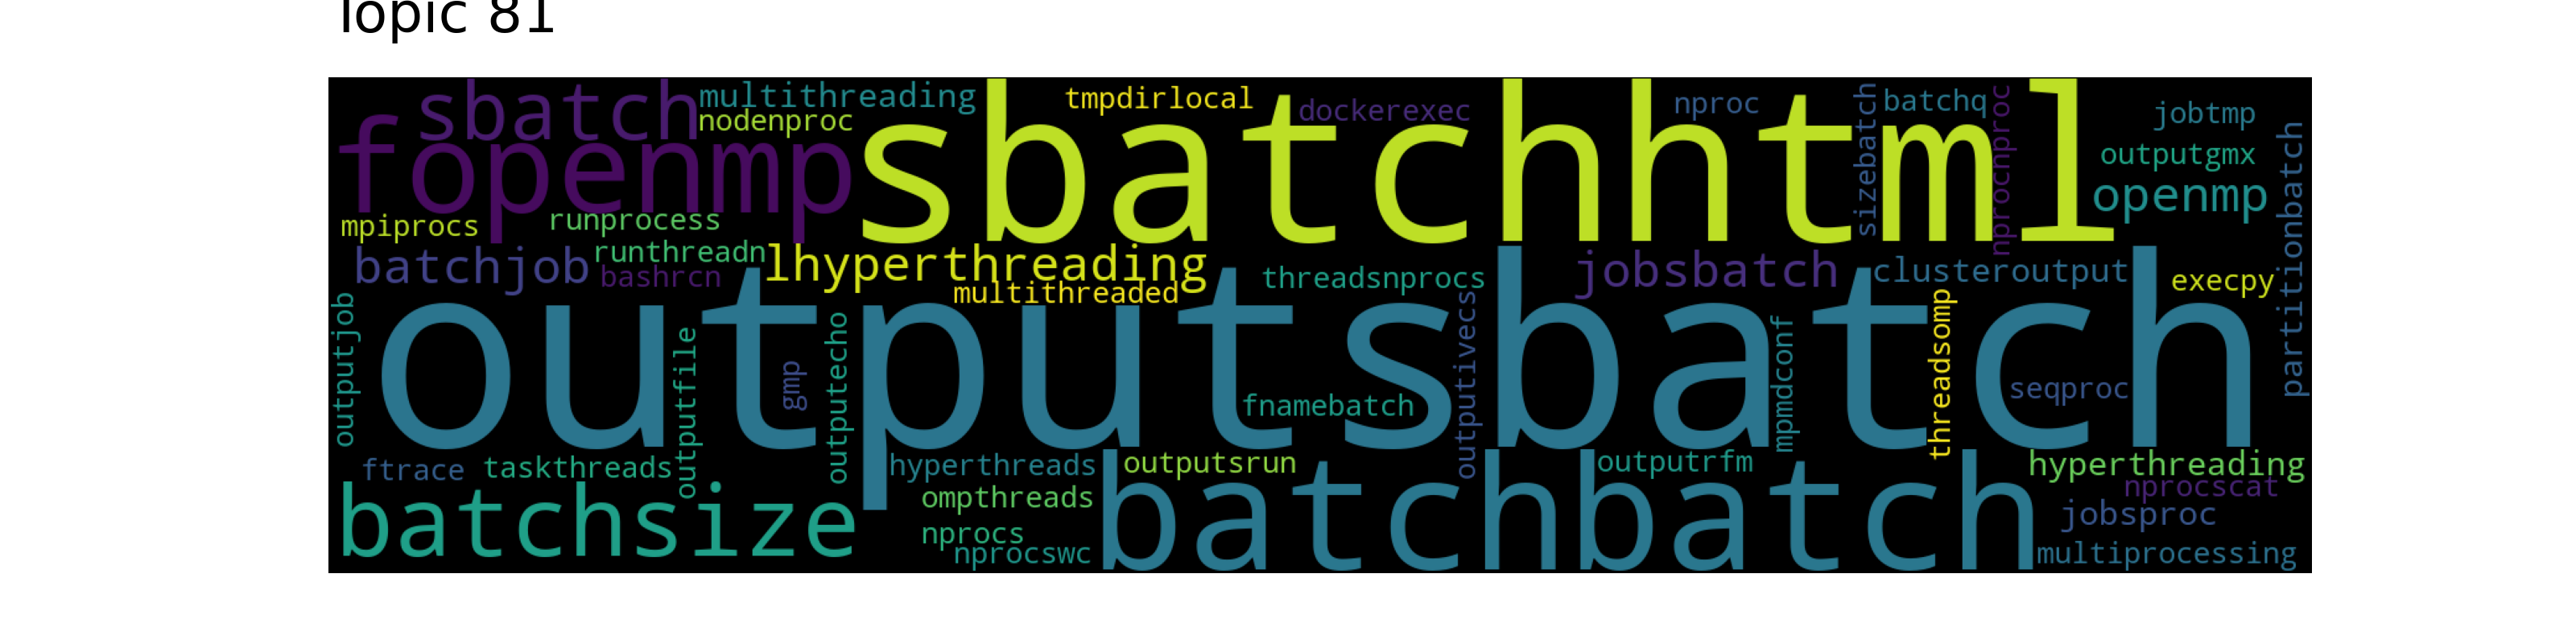 Topic 81
sbatch
multithreading
nodenproc
tmpdirlocal
dockerexec
nproc
sizebatch
batchq
nprocnproc
jobtmp
fopenmp
sbatchhtml
outputgmx
openmp
partitionbatch
mpiprocs
runprocess
batchjob
runthreadn
bashrcn
lhyperthreading
multithreaded
threadsnprocs
jobsbatch
clusteroutput
execpy
outputjob
outputsbatch
outputfile
gmp
outputecho
fnamebatch
outputivecs
mpmdconf
threadsomp
seqproc
ftrace
taskthreads
hyperthreads
outputsrun
outputrfm
hyperthreading
nprocscat
batchsize
ompthreads
nprocs
nprocswc
batchbatch
jobsproc
multiprocessing